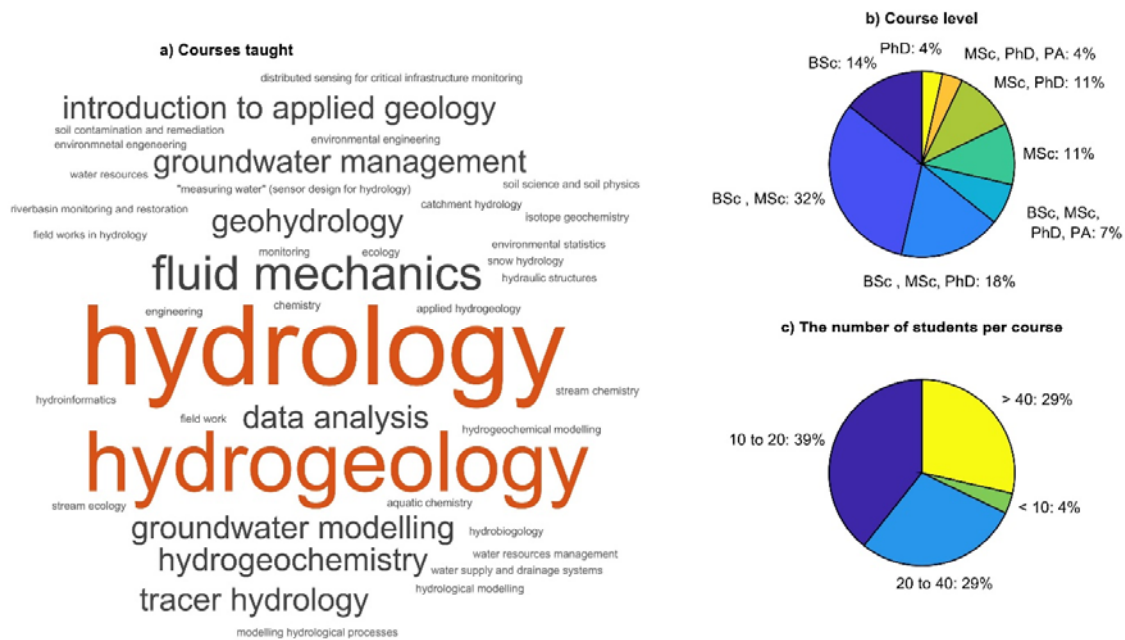 a) Courses taught
distributed sensing for critical infrastructure monitoring
introduction to applied geology
soil contamination and remediation
environmental engineering
environmnetal engeneering
groundwater management
water resources
"measuring water" (sensor design for hydrology)
soil science and soil physics
riverbasin monitoring and restoration
catchment hydrology
geohydrology
isotope geochemistry
field works in hydrology
monitoring
ecology
environmental statistics
fluid mechanics
snow hydrology
hydraulic structures
engineering
chemistry
applied hydrogeology
hydrology
stream chemistry
hydroinformatics
field work
data analysis
hydrogeochemical modelling
hydrogeology
stream ecology
aquatic chemistry
groundwater modelling
hydrobiogology
hydrogeochemistry
water resources management
water supply and drainage systems
hydrological modelling
tracer hydrology
modelling hydrological processes
b) Course level
PhD: 4%
MSc, PhD, PA: 4%
BSc: 14%
MSc, PhD: 11%
MSc: 11%
BSc , MSc: 32%
BSc, MSc,
PhD, PA: 7%
BSc , MSc, PhD: 18%
c) The number of students per course
> 40: 29%
10 to 20: 39%
< 10: 4%
20 to 40: 29%